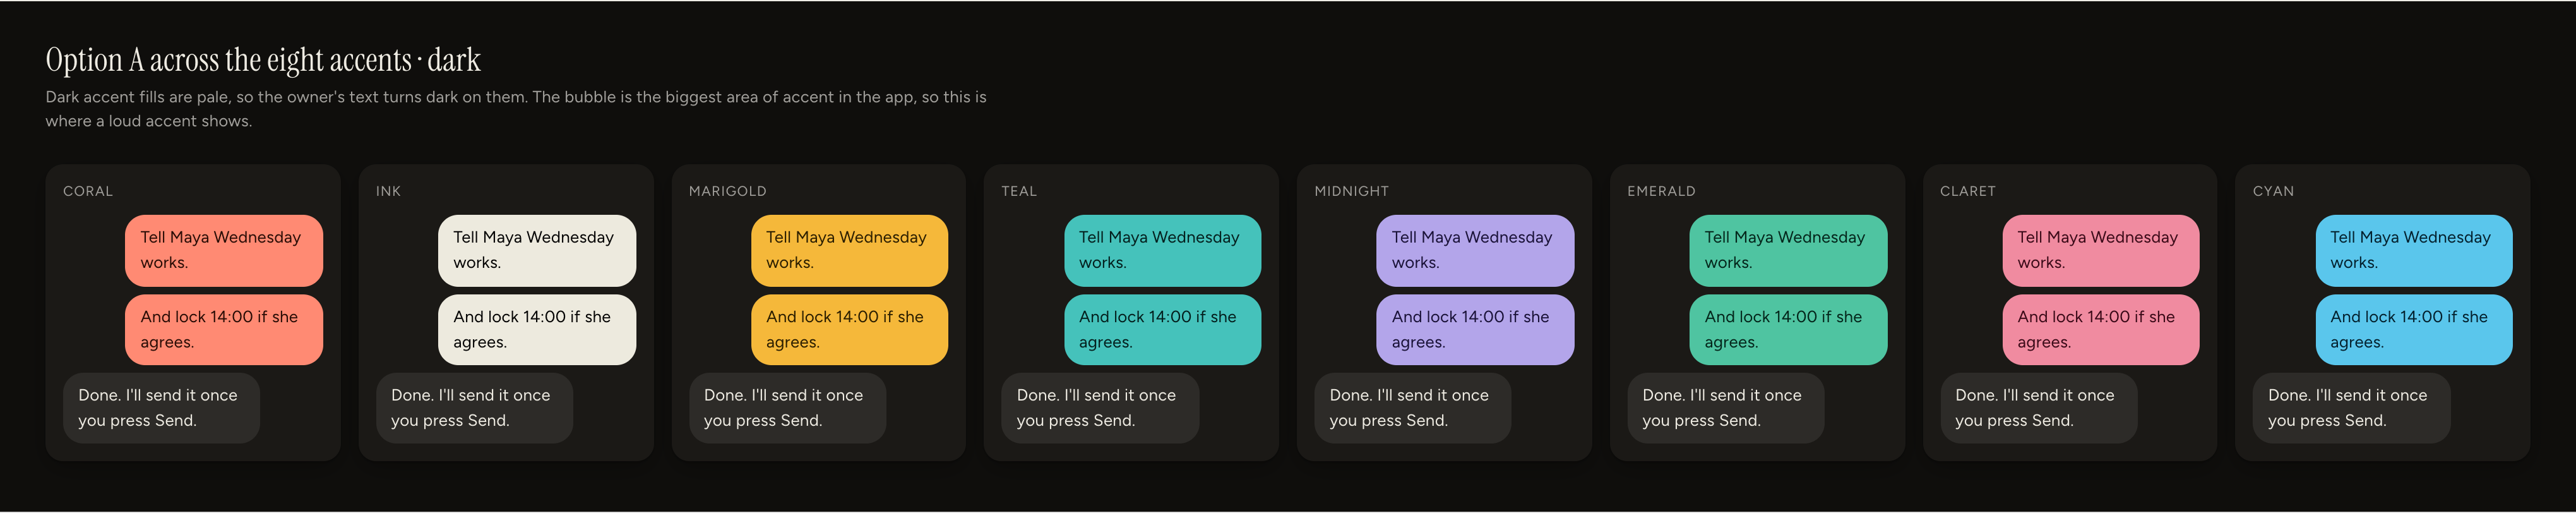 Option A across the eight accents · dark
Dark accent fills are pale, so the owner's text turns dark on them. The bubble is the biggest area of accent in the app, so this is
where a loud accent shows.
CORAL
Tell Maya Wednesday
works.
And lock 14:00 if she
agrees.
Done. I'll send it once
you press Send.
INK
Tell Maya Wednesday
works.
And lock 14:00 if she
agrees.
Done. I'll send it once
you press Send.
MARIGOLD
Tell Maya Wednesday
works.
And lock 14:00 if she
agrees.
Done. I'll send it once
you press Send.
TEAL
Tell Maya Wednesday
works.
And lock 14:00 if she
agrees.
Done. I'll send it once
you press Send.
MIDNIGHT
Tell Maya Wednesday
works.
And lock 14:00 if she
agrees.
Done. I'll send it once
you press Send.
EMERALD
Tell Maya Wednesday
works.
And lock 14:00 if she
agrees.
Done. I'll send it once
you press Send.
CLARET
Tell Maya Wednesday
works.
And lock 14:00 if she
agrees.
Done. I'll send it once
you press Send.
CYAN
Tell Maya Wednesday
works.
And lock 14:00 if she
agrees.
Done. I'll send it once
you press Send.